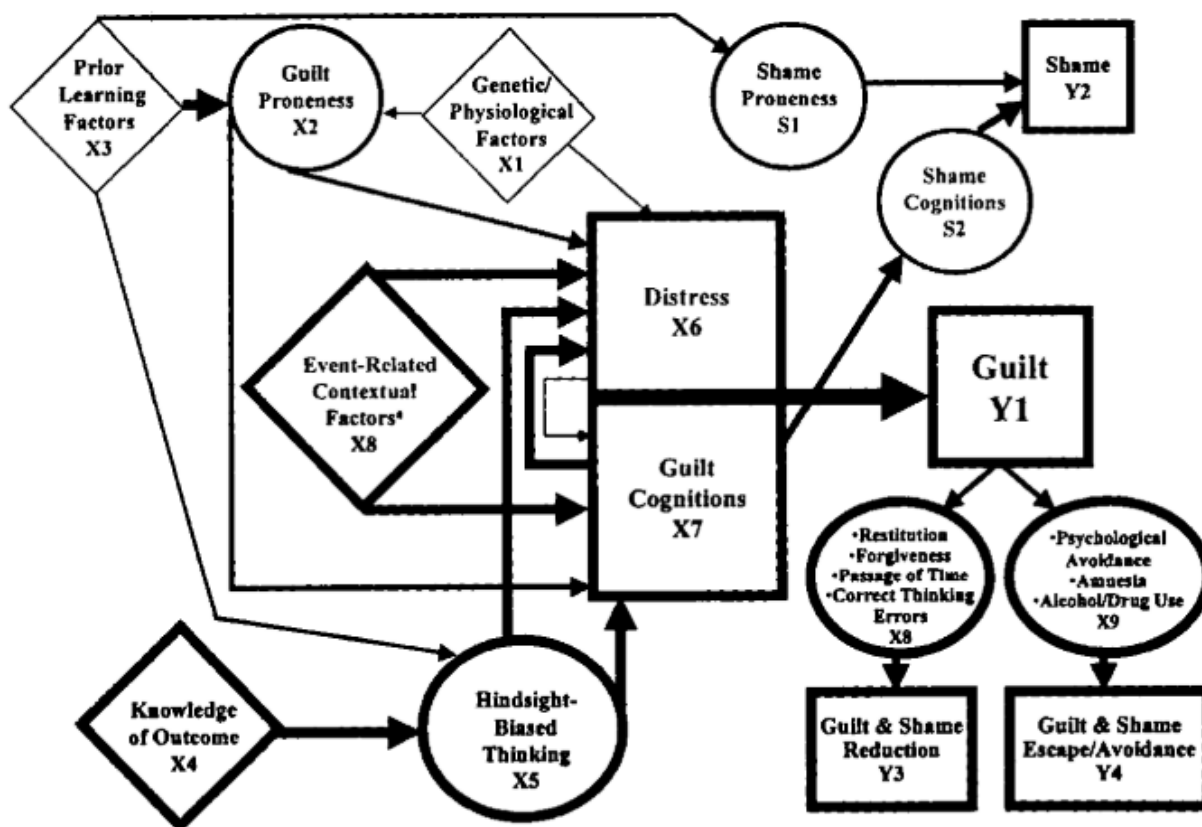 Prior
Learning
Factors
X3
Guilt
Proneness
X2
Genetic/
Physiological
Factors
X1
Shame
Proneness
S1
Shame
Y2
Shame
Cognitions
S2
Distress
X6
Event-Related
Contextual
Factors*
X8
Guilt
Y1
Guilt
Cognitions
X7
•Restitution
•Forgiveness
•Passage of Time
•Correct Thinking
Errors
X8
•Psychological
Avoidance
•Amnesia
•Alcohol/Drug Use
X9
Knowledge
of Outcome
X4
Hindsight-
Biased
Thinking
X5
Guilt & Shame
Reduction
Y3
Guilt & Shame
Escape/Avoidance
Y4